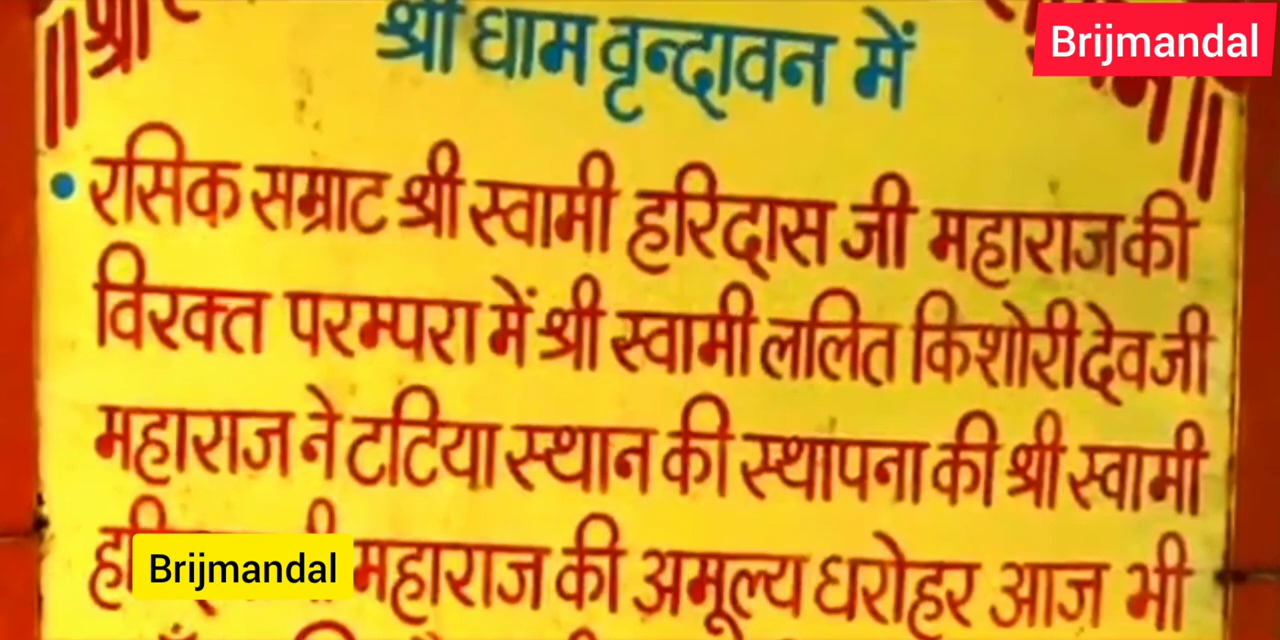 Brijmandal
श्री धाम वृन्दावन में
रसिक सम्राट श्री स्वामी हरिदास जी महाराज की
विरक्त परम्परा में श्री स्वामी ललित किशोरी देव जी
महाराज ने टटिया स्थान की स्थापना की श्री स्वामी
महाराज की अमूल्य धरोहर आज भी
Brijmandal